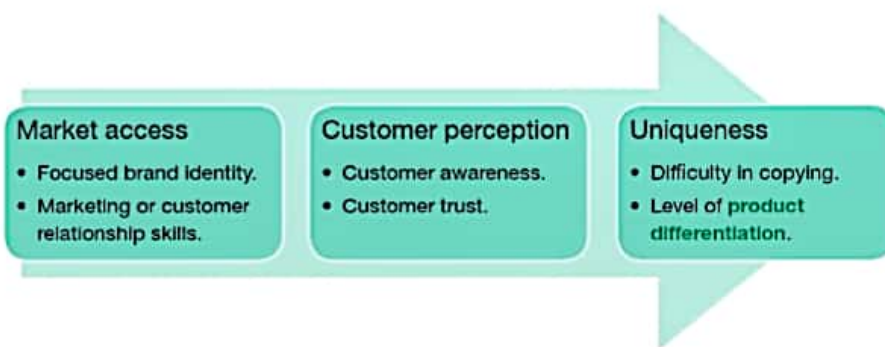 Market access
• Focused brand identity.
• Marketing or customer
relationship skills.
Customer perception
• Customer awareness.
• Customer trust.
Uniqueness
• Difficulty in copying.
• Level of product
differentiation.